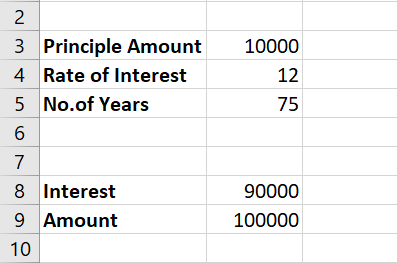 2
3 Principle Amount 10000
4 Rate of Interest 12
5 No.of Years 75
6
7
8 Interest 90000
9 Amount 100000
10